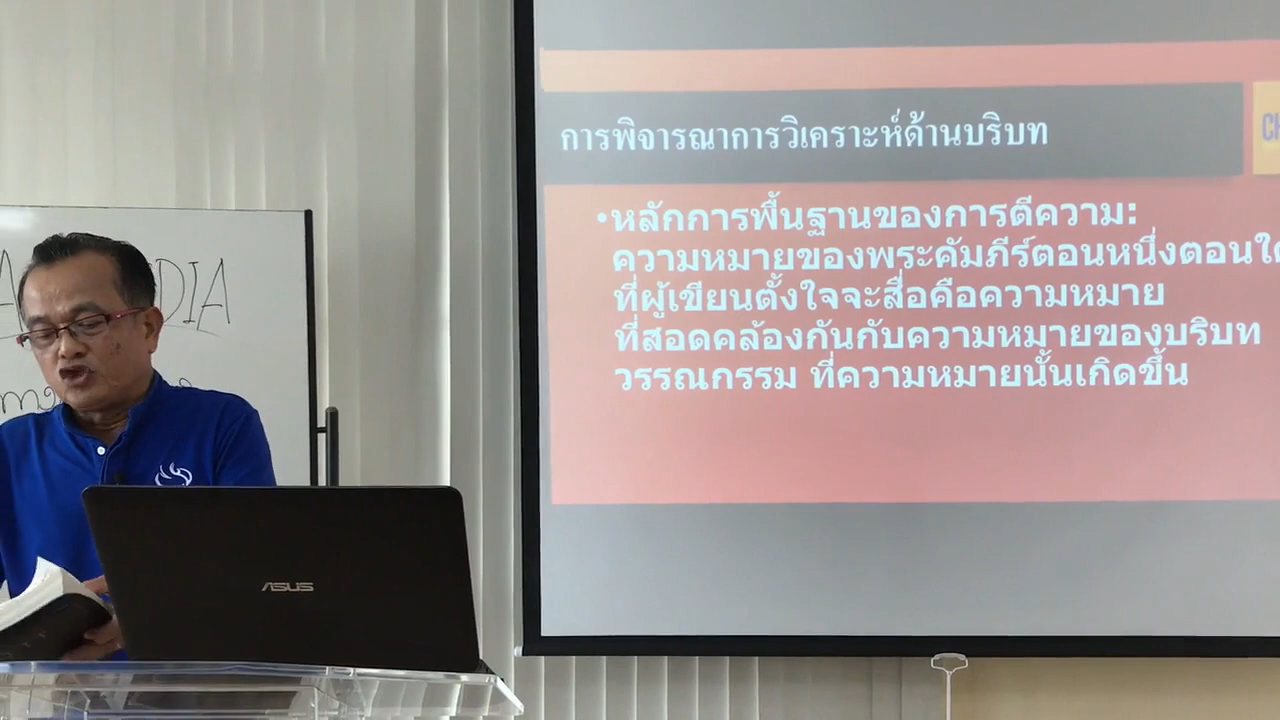 การพิจารณาการวิเคราะห์ด้านบริบท
•หลักการพื้นฐานของการตีความ:
ความหมายของพระคัมภีร์ตอนหนึ่งตอนใด
ที่ผู้เขียนตั้งใจจะสื่อคือความหมาย
ที่สอดคล้องกันกับความหมายของบริบท
วรรณกรรม ที่ความหมายนั้นเกิดขึ้น
ASUS